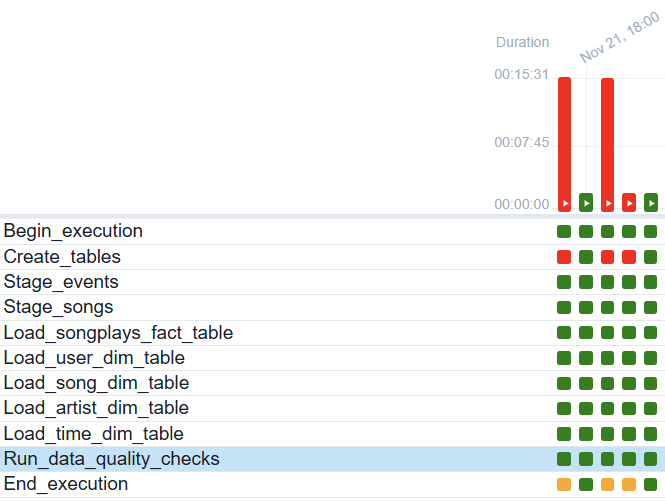 Duration
Nov 21, 18:00
00:15:31
00:07:45
00:00:00
Begin_execution
Create_tables
Stage_events
Stage_songs
Load_songplays_fact_table
Load_user_dim_table
Load_song_dim_table
Load_artist_dim_table
Load_time_dim_table
Run_data_quality_checks
End_execution